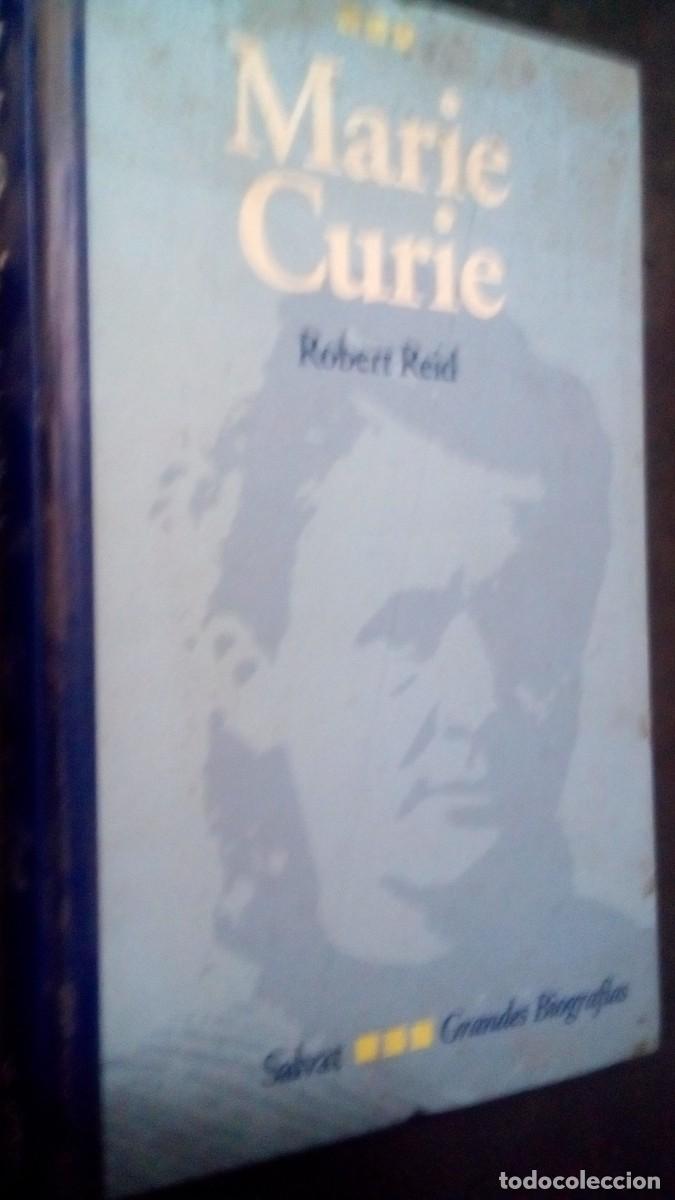 Marie
Curie
Robert Reid
Salvat Grandes Biografías
todocoleccion